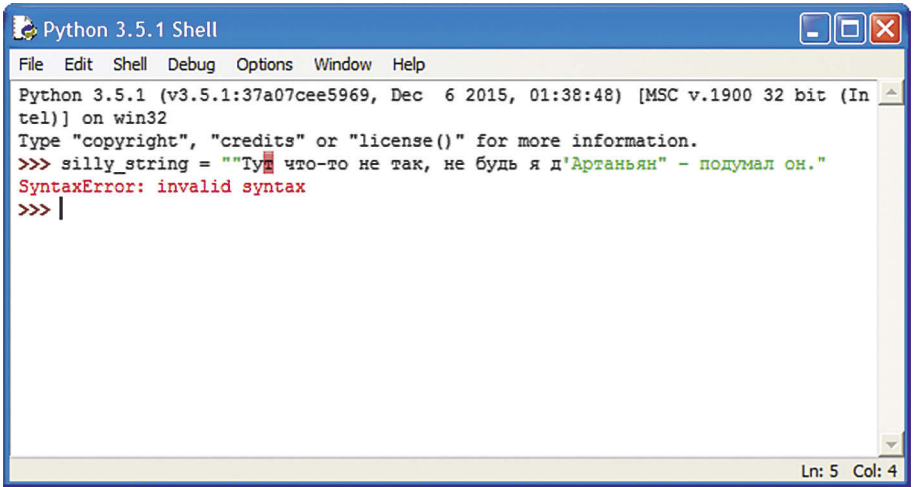 Python 3.5.1 Shell
File Edit Shell Debug Options Window Help
Python 3.5.1 (v3.5.1:37a07cee5969, Dec  6 2015, 01:38:48) [MSC v.1900 32 bit (In
tel)] on win32
Type "copyright", "credits" or "license()" for more information.
>>> silly_string = ""Тут что-то не так, не будь я д'Артаньян" – подумал он."
SyntaxError: invalid syntax
>>>
Ln: 5 Col: 4